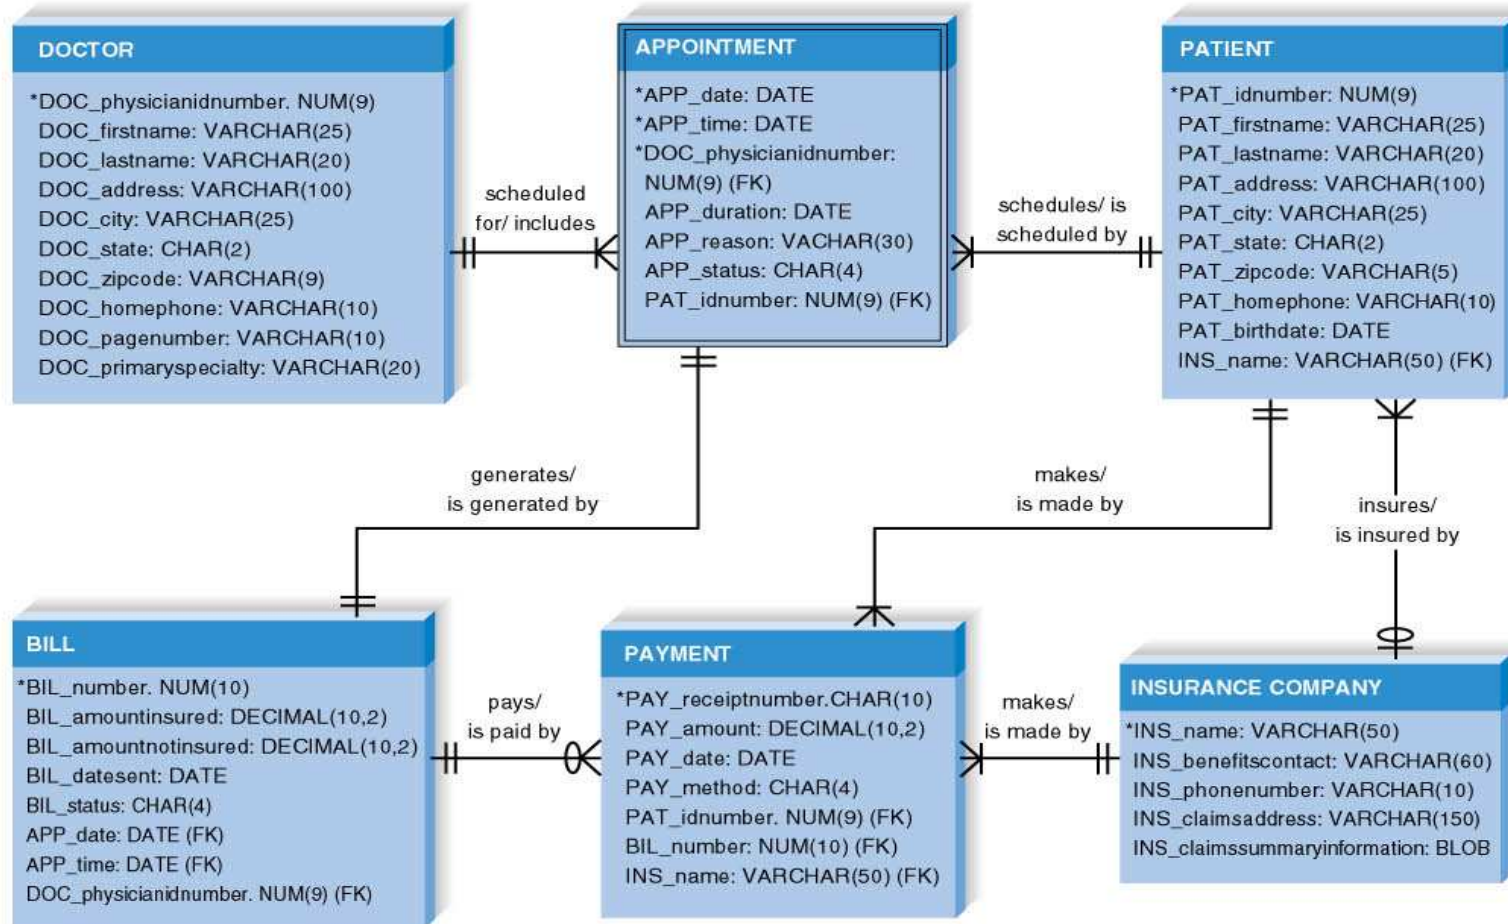 DOCTOR
*DOC_physicianidnumber. NUM(9)
DOC_firstname: VARCHAR(25)
DOC_lastname: VARCHAR(20)
DOC_address: VARCHAR(100)
DOC_city: VARCHAR(25)
DOC_state: CHAR(2)
DOC_zipcode: VARCHAR(9)
DOC_homephone: VARCHAR(10)
DOC_pagenumber: VARCHAR(10)
DOC_primaryspecialty: VARCHAR(20)
scheduled
for/ includes
APPOINTMENT
*APP_date: DATE
*APP_time: DATE
*DOC_physicianidnumber:
NUM(9) (FK)
APP_duration: DATE
APP_reason: VACHAR(30)
APP_status: CHAR(4)
PAT_idnumber: NUM(9) (FK)
schedules/ is
scheduled by
PATIENT
*PAT_idnumber: NUM(9)
PAT_firstname: VARCHAR(25)
PAT_lastname: VARCHAR(20)
PAT_address: VARCHAR(100)
PAT_city: VARCHAR(25)
PAT_state: CHAR(2)
PAT_zipcode: VARCHAR(5)
PAT_homephone: VARCHAR(10)
PAT_birthdate: DATE
INS_name: VARCHAR(50) (FK)
generates/
is generated by
makes/
is made by
insures/
is insured by
BILL
*BIL_number. NUM(10)
BIL_amountinsured: DECIMAL(10,2)
BIL_amountnotinsured: DECIMAL(10,2)
BIL_datesent: DATE
BIL_status: CHAR(4)
APP_date: DATE (FK)
APP_time: DATE (FK)
DOC_physicianidnumber. NUM(9) (FK)
pays/
is paid by
PAYMENT
*PAY_receiptnumber.CHAR(10)
PAY_amount: DECIMAL(10,2)
PAY_date: DATE
PAY_method: CHAR(4)
PAT_idnumber. NUM(9) (FK)
BIL_number: NUM(10) (FK)
INS_name: VARCHAR(50) (FK)
makes/
is made by
INSURANCE COMPANY
*INS_name: VARCHAR(50)
INS_benefitscontact: VARCHAR(60)
INS_phonenumber: VARCHAR(10)
INS_claimsaddress: VARCHAR(150)
INS_claimssummaryinformation: BLOB